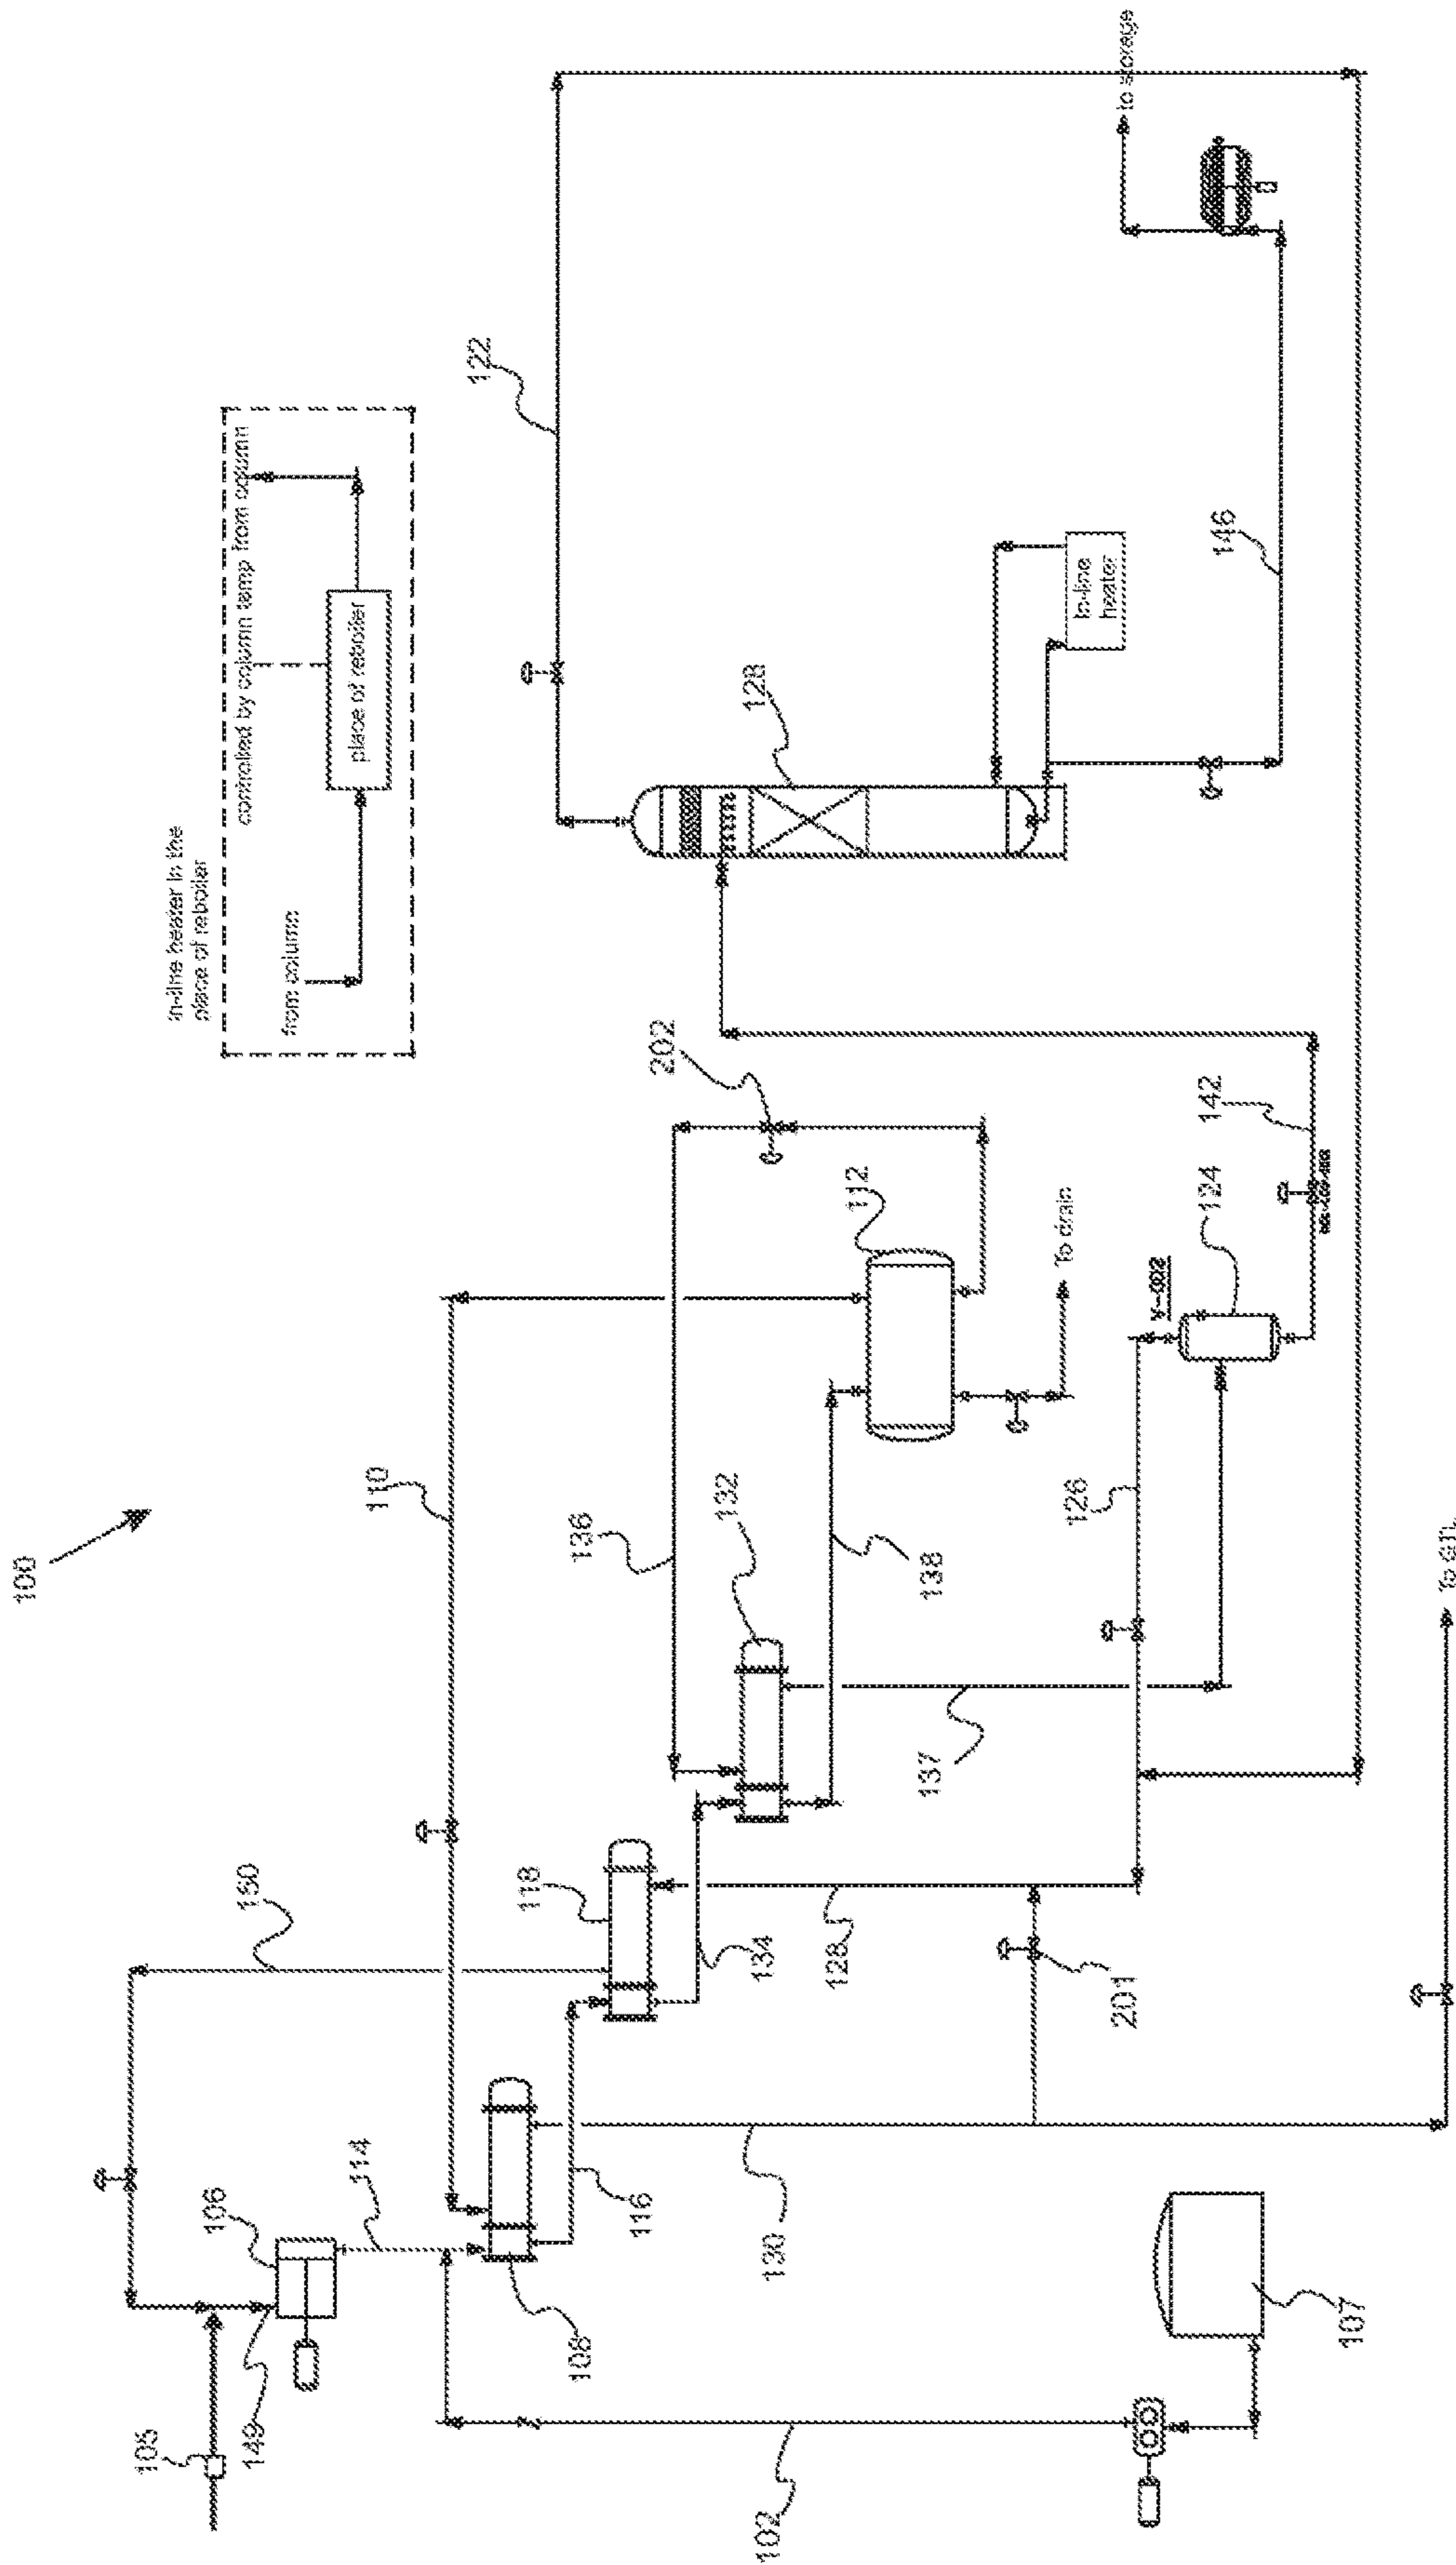 100
105
149
106
114
150
102
108
116
110
118
130
107
134
128
201
136
132
138
137
126
112
202
To drain
V-002
124
142
To GTL
In-line heater in the
place of reboiler
from column
controlled by column temp from column
place of reboiler
122
128
In-line
heater
146
to storage